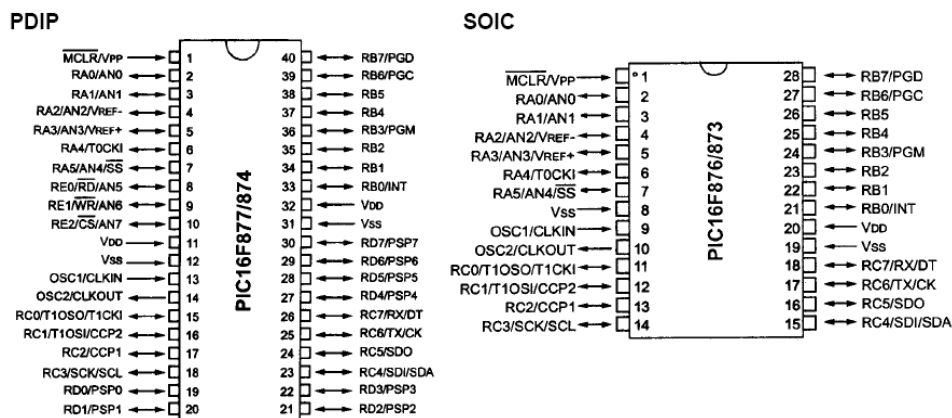 PDIP
MCLR/VPP 1 40 RB7/PGD
RA0/AN0 2 39 RB6/PGC
RA1/AN1 3 38 RB5
RA2/AN2/VREF- 4 37 RB4
RA3/AN3/VREF+ 5 36 RB3/PGM
RA4/T0CKI 6 35 RB2
RA5/AN4/SS 7 34 RB1
RE0/RD/AN5 8 33 RB0/INT
RE1/WR/AN6 9 32 VDD
RE2/CS/AN7 10 31 VSS
VDD 11 30 RD7/PSP7
VSS 12 29 RD6/PSP6
OSC1/CLKIN 13 28 RD5/PSP5
OSC2/CLKOUT 14 27 RD4/PSP4
RC0/T1OSO/T1CKI 15 26 RC7/RX/DT
RC1/T1OSI/CCP2 16 25 RC6/TX/CK
RC2/CCP1 17 24 RC5/SDO
RC3/SCK/SCL 18 23 RC4/SDI/SDA
RD0/PSP0 19 22 RD3/PSP3
RD1/PSP1 20 21 RD2/PSP2
PIC16F877/874
SOIC
MCLR/VPP 1 28 RB7/PGD
RA0/AN0 2 27 RB6/PGC
RA1/AN1 3 26 RB5
RA2/AN2/VREF- 4 25 RB4
RA3/AN3/VREF+ 5 24 RB3/PGM
RA4/T0CKI 6 23 RB2
RA5/AN4/SS 7 22 RB1
VSS 8 21 RB0/INT
OSC1/CLKIN 9 20 VDD
OSC2/CLKOUT 10 19 VSS
RC0/T1OSO/T1CKI 11 18 RC7/RX/DT
RC1/T1OSI/CCP2 12 17 RC6/TX/CK
RC2/CCP1 13 16 RC5/SDO
RC3/SCK/SCL 14 15 RC4/SDI/SDA
PIC16F876/873